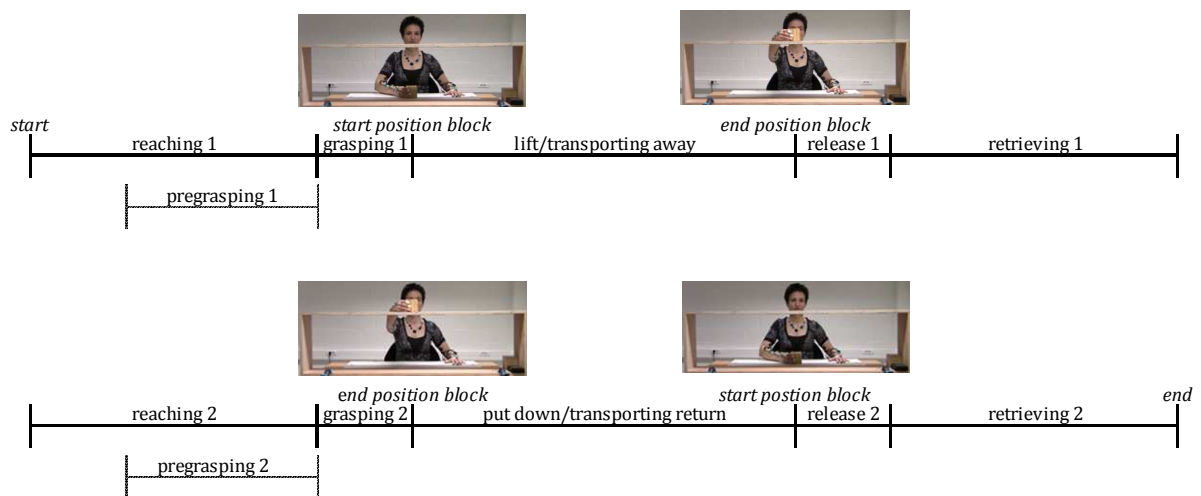 start
start position block
end position block
reaching 1
grasping 1
lift/transporting away
release 1
retrieving 1
pregrasping 1
end position block
start postion block
end
reaching 2
grasping 2
put down/transporting return
release 2
retrieving 2
pregrasping 2